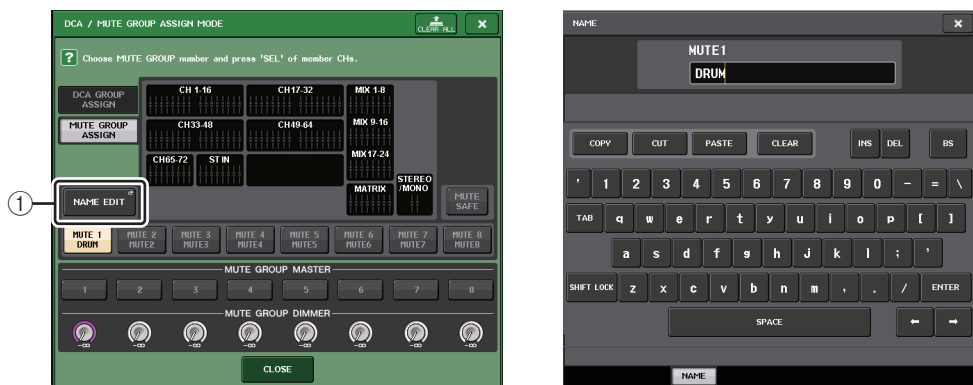 DCA / MUTE GROUP ASSIGN MODE
CLEAR ALL
? Choose MUTE GROUP number and press 'SEL' of member CHs.
DCA GROUP ASSIGN
MUTE GROUP ASSIGN
CH 1-16 CH17-32 MIX 1-8
CH33-48 CH49-64 MIX 9-16
CH65-72 ST IN MIX17-24
STEREO /MONO
MATRIX
1
NAME EDIT
MUTE SAFE
MUTE 1 MUTE 2 MUTE 3 MUTE 4 MUTE 5 MUTE 6 MUTE 7 MUTE 8
DRUM MUTE2 MUTE3 MUTE4 MUTE5 MUTE6 MUTE7 MUTE8
MUTE GROUP MASTER
1 2 3 4 5 6 7 8
MUTE GROUP DIMMER
-∞ -∞ -∞ -∞ -∞ -∞ -∞ -∞
CLOSE
NAME
MUTE1
DRUM
COPY CUT PASTE CLEAR INS DEL BS
' 1 2 3 4 5 6 7 8 9 0 - = \
TAB q w e r t y u i o p [ ]
a s d f g h j k l ; '
SHIFT LOCK z x c v b n m , . / ENTER
SPACE ← →
NAME